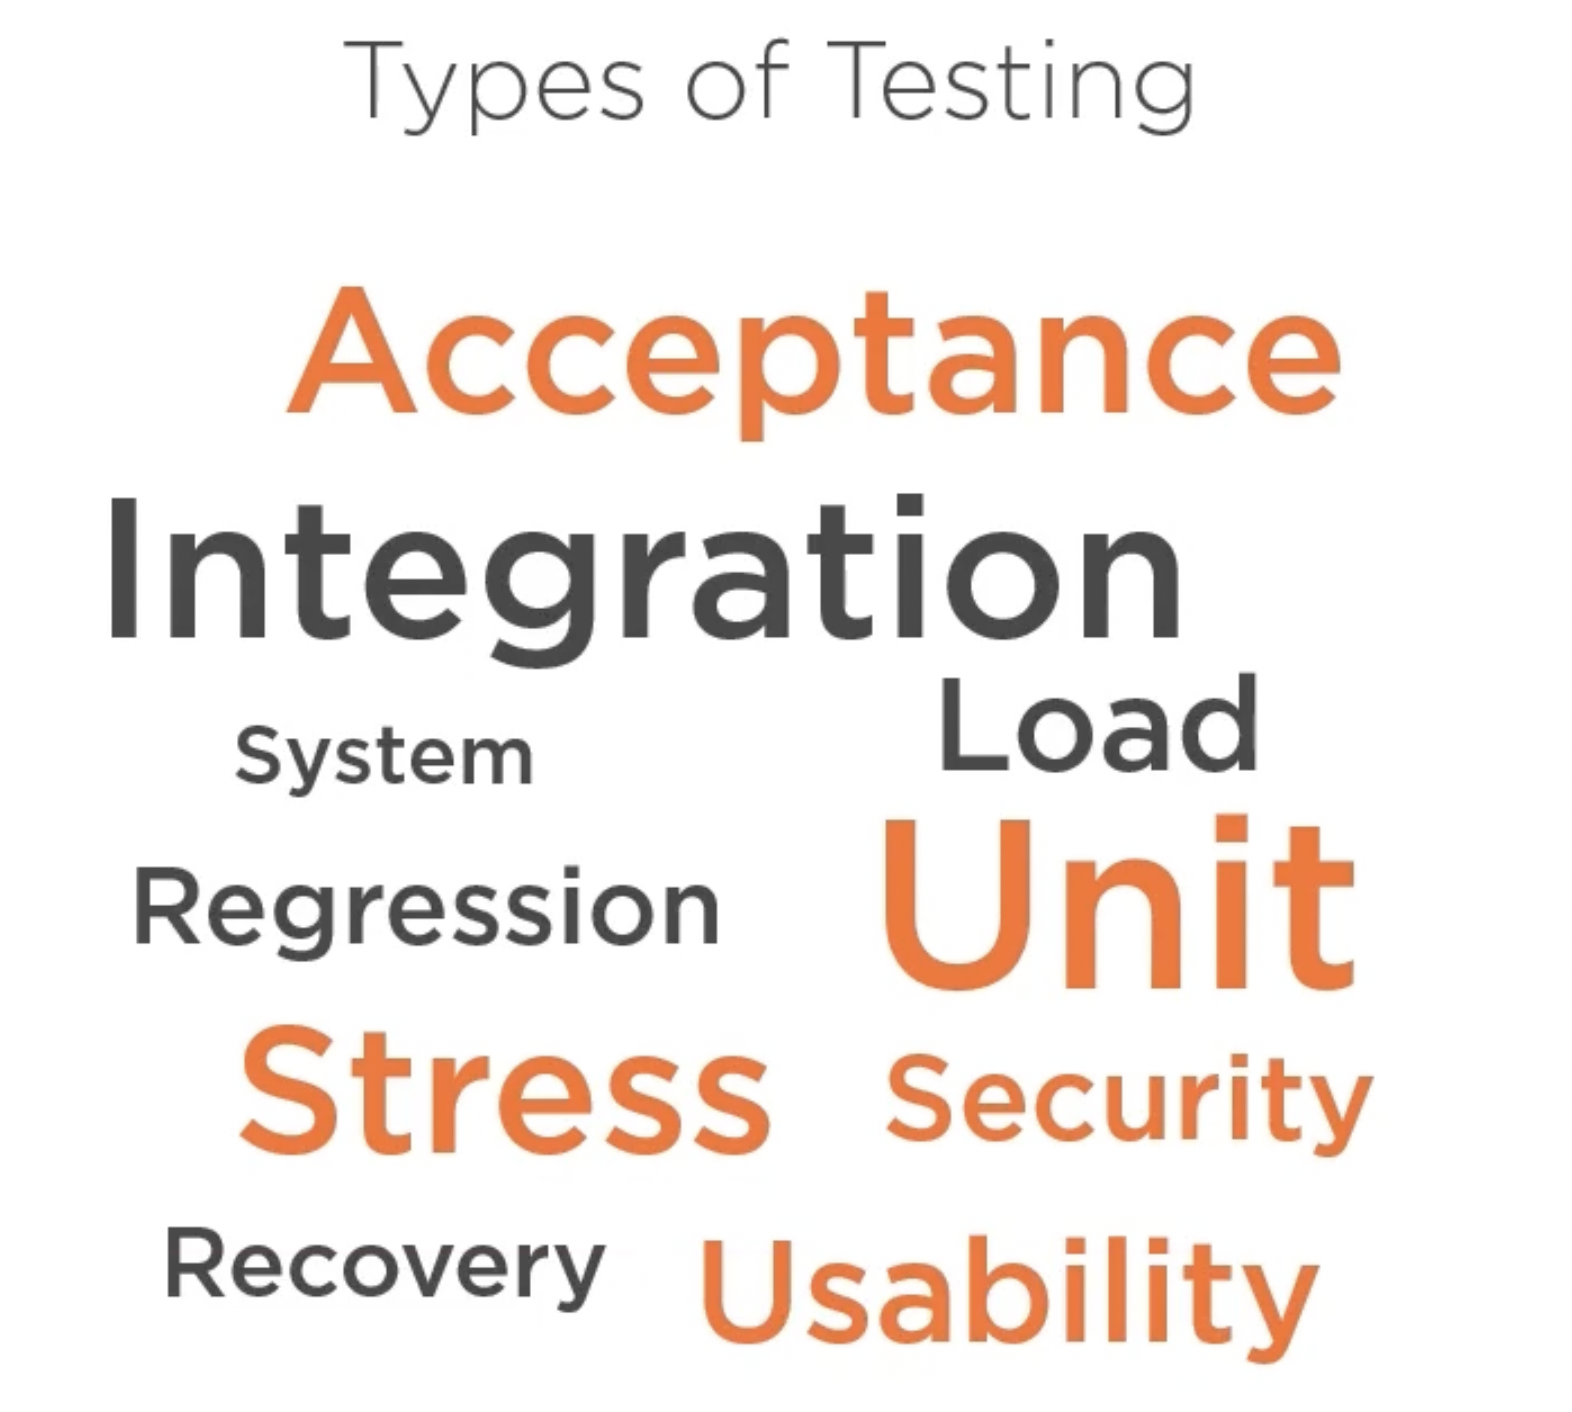 Types of Testing
Acceptance
Integration
System
Load
Regression
Unit
Stress
Security
Recovery
Usability